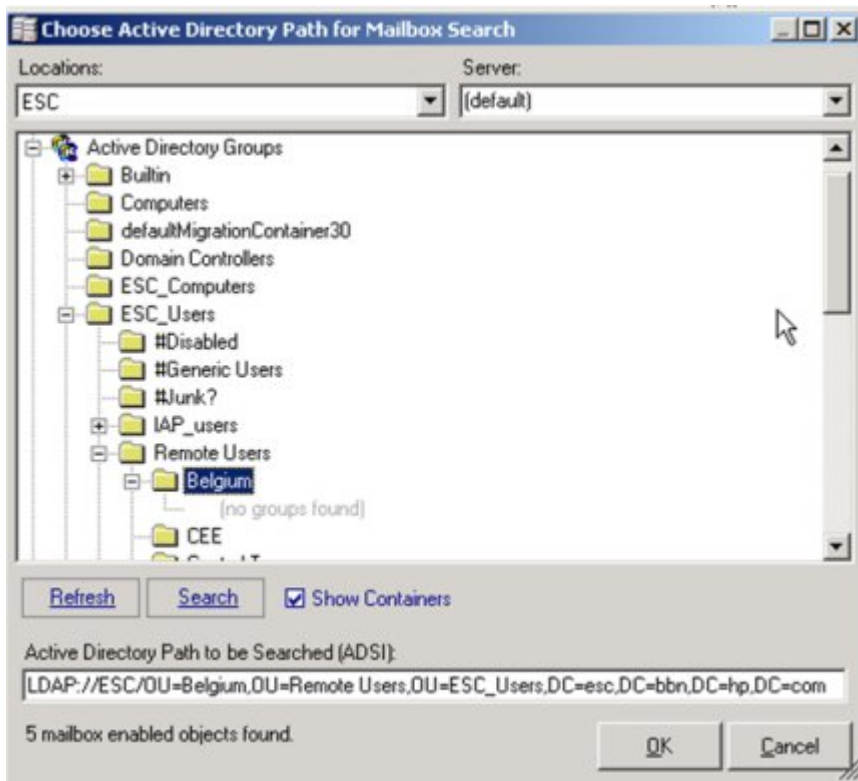 Choose Active Directory Path for Mailbox Search
Locations: Server:
ESC (default)
Active Directory Groups
Builtin
Computers
defaultMigrationContainer30
Domain Controllers
ESC_Computers
ESC_Users
#Disabled
#Generic Users
#Junk?
IAP_users
Remote Users
Belgium
(no groups found)
CEE
Refresh Search Show Containers
Active Directory Path to be Searched (ADSI):
LDAP://ESC/OU=Belgium,OU=Remote Users,OU=ESC_Users,DC=esc,DC=bbn,DC=hp,DC=com
5 mailbox enabled objects found.
OK Cancel